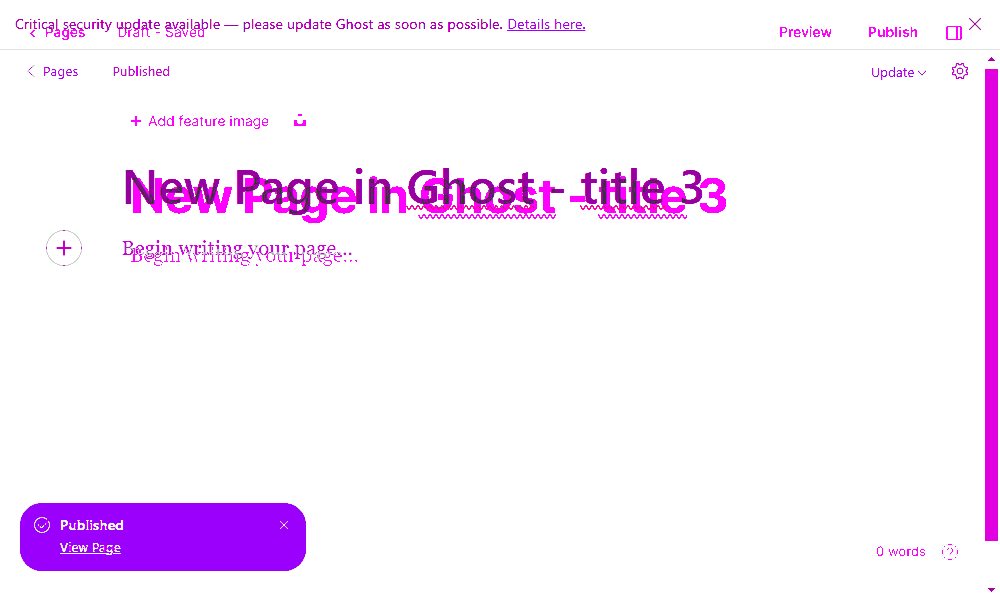 Critical security update available — please update Ghost as soon as possible. Details here.
Pages Draft - Saved Preview Publish
Pages Published Update
+ Add feature image
New Page in Ghost - title 3
New Page in Ghost - title 3
Begin writing your page...
Begin writing your page...
Published
View Page
0 words ?